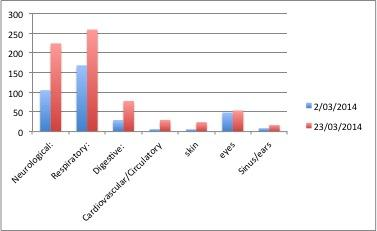 300
250
200
150
100
50
0
Neurological:
Respiratory:
Digestive:
Cardiovascular/Circulatory
skin
eyes
Sinus/ears
2/03/2014
23/03/2014